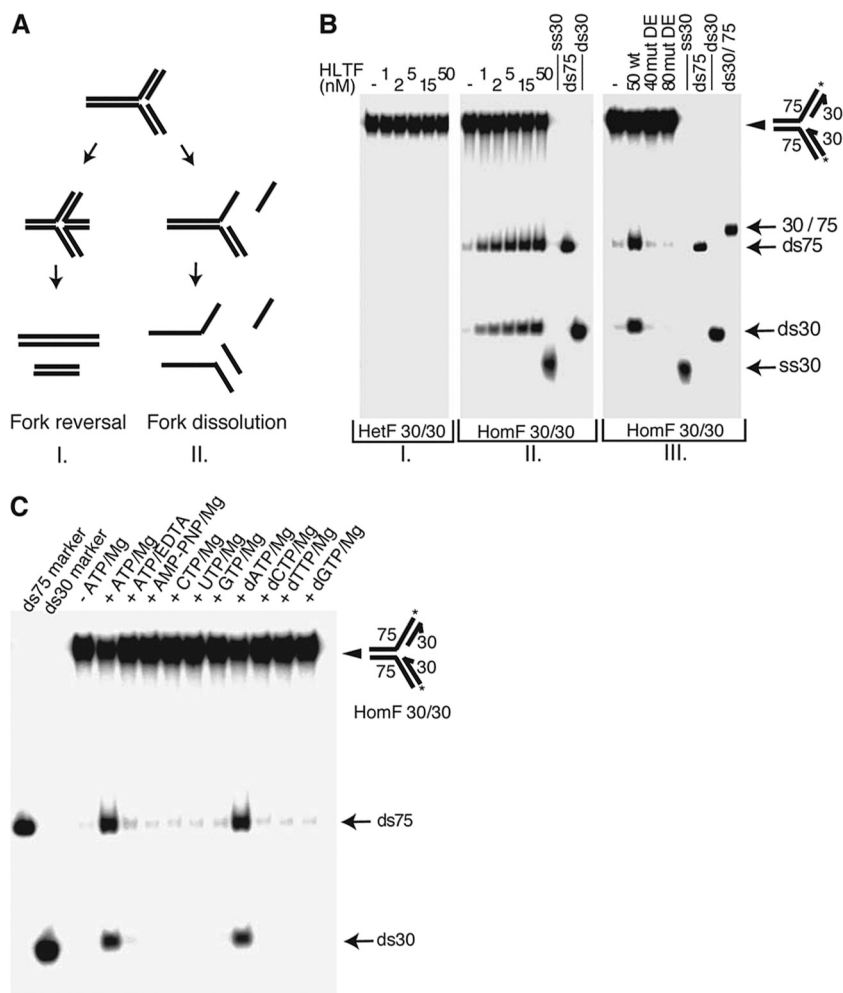 A
Fork reversal
Fork dissolution
I.
II.
B
HLTF
(nM)
- 1 2 5 15 50
- 1 2 5 15 50 ss30 ds75 ds30
- 50 wt 40 mut DE 80 mut DE ss30 ds75 ds30 ds30/75
75
*
30
75
30
*
30 / 75
ds75
ds30
ss30
HetF 30/30
HomF 30/30
HomF 30/30
I.
II.
III.
C
ds75 marker
ds30 marker
- ATP/Mg
+ ATP/Mg
+ ATP/EDTA
+ AMP-PNP/Mg
+ CTP/Mg
+ UTP/Mg
+ GTP/Mg
+ dATP/Mg
+ dCTP/Mg
+ dTTP/Mg
+ dGTP/Mg
*
75
30
75
30
*
HomF 30/30
ds75
ds30